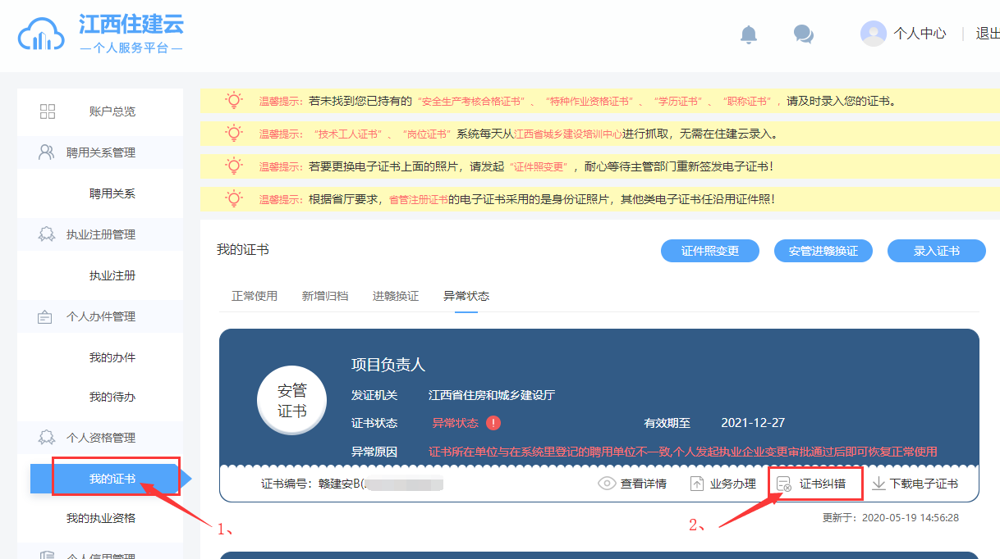 江西住建云
—个人服务平台—
个人中心
退出
账户总览
聘用关系管理
聘用关系
执业注册管理
执业注册
个人办件管理
我的办件
我的待办
个人资格管理
我的证书
我的执业资格
个人信用管理
温馨提示：若未找到您已持有的“安全生产考核合格证书”、“特种作业资格证书”、“学历证书”、“职称证书”，请及时录入您的证书。
温馨提示：“技术工人证书”、“岗位证书”系统每天从江西省城乡建设培训中心进行抓取，无需在住建云录入。
温馨提示：若要更换电子证书上面的照片，请发起“证件照变更”，耐心等待主管部门重新签发电子证书！
温馨提示：根据省厅要求，省管注册证书的电子证书采用的是身份证照片，其他类电子证书任沿用证件照！
我的证书
证件照变更
安管进赣换证
录入证书
正常使用 新增归档 进赣换证 异常状态
安管
证书
项目负责人
发证机关 江西省住房和城乡建设厅
证书状态 异常状态 ! 有效期至 2021-12-27
异常原因 证书所在单位与在系统里登记的聘用单位不一致,个人发起执业企业变更审批通过后即可恢复正常使用
证书编号：赣建安B(
查看详情 业务办理 证书纠错 下载电子证书
更新于：2020-05-19 14:56:28
1、
2、